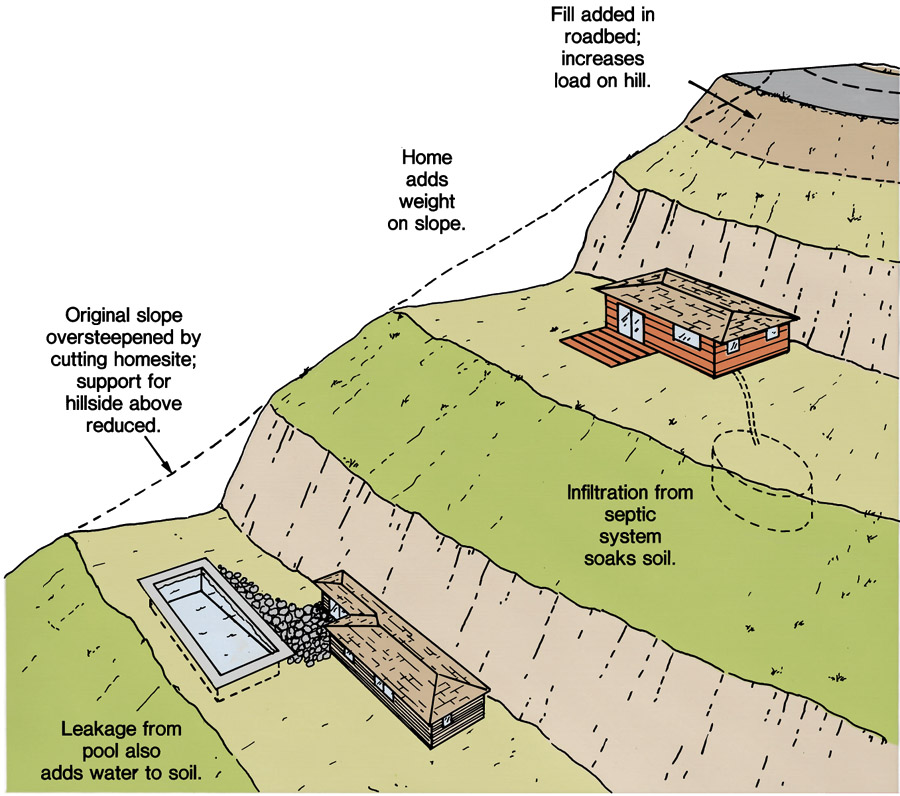 Fill added in
roadbed;
increases
load on hill.
Home
adds
weight
on slope.
Original slope
oversteepened by
cutting homesite;
support for
hillside above
reduced.
Infiltration from
septic
system
soaks soil.
Leakage from
pool also
adds water to soil.